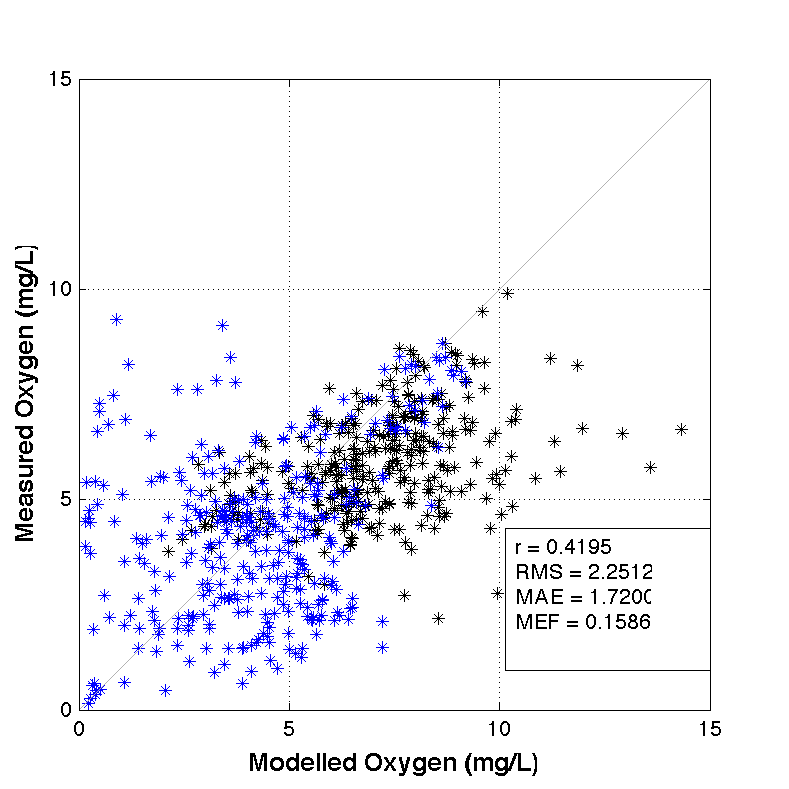 15
10
5
0
Measured Oxygen (mg/L)
r = 0.4195
RMS = 2.2512
MAE = 1.7200
MEF = 0.1586
0 5 10 15
Modelled Oxygen (mg/L)